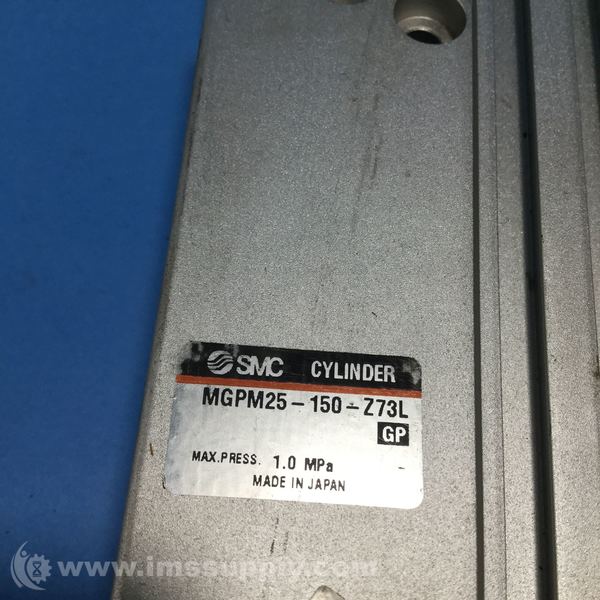 SMC CYLINDER
MGPM25-150-Z73L
GP
MAX.PRESS. 1.0 MPa
MADE IN JAPAN
www.imssupply.com